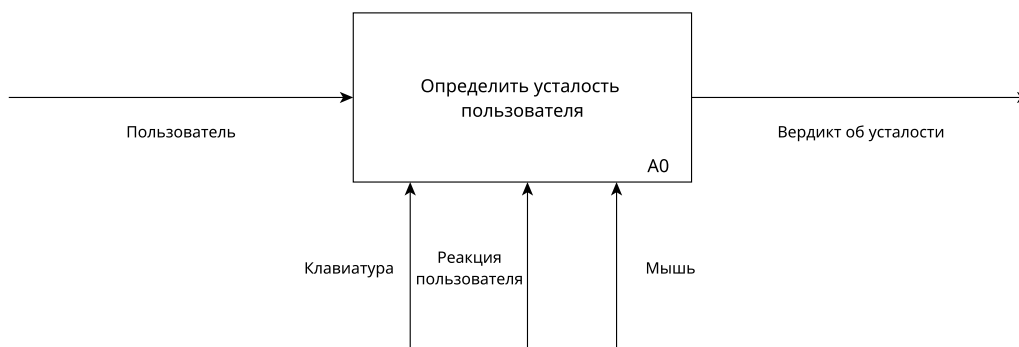 Определить усталость
пользователя
A0
Пользователь
Вердикт об усталости
Клавиатура
Реакция
пользователя
Мышь